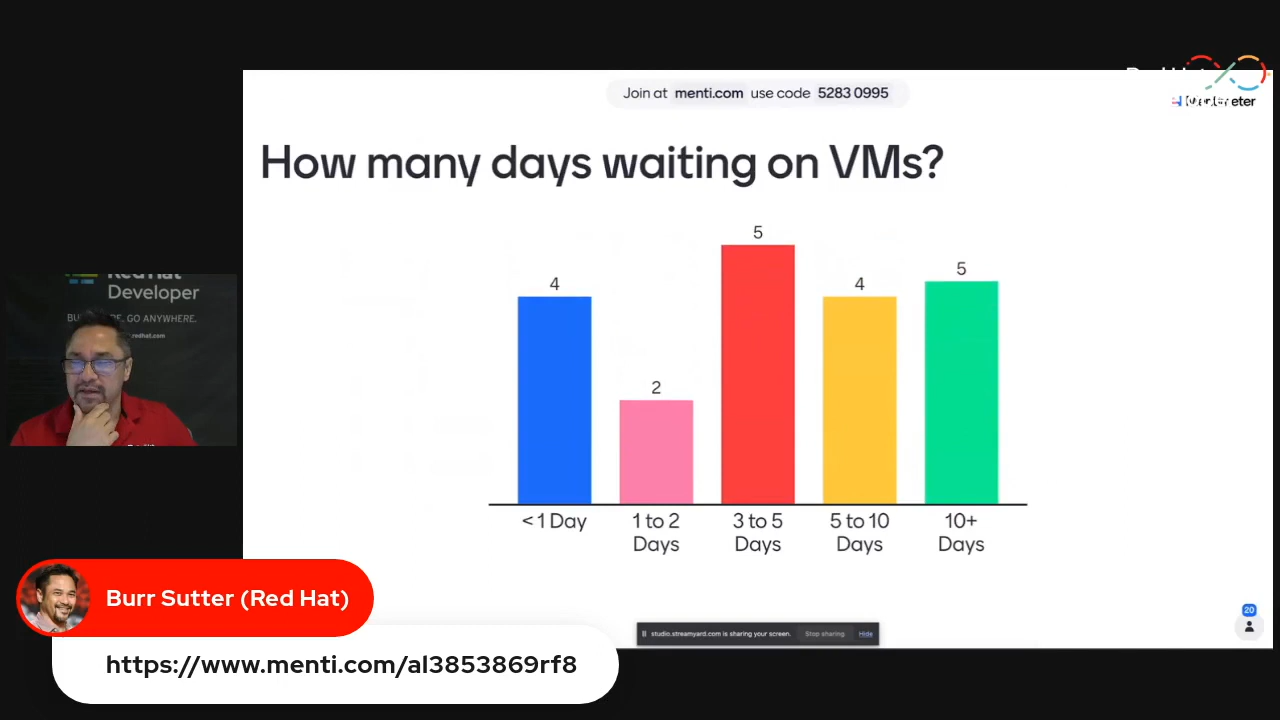 Join at menti.com use code 5283 0995
How many days waiting on VMs?
5
5
4
4
2
< 1 Day
1 to 2 Days
3 to 5 Days
5 to 10 Days
10+ Days
Red Hat
Developer
redhat.com
Burr Sutter (Red Hat)
https://www.menti.com/al3853869rf8
studio.streamyard.com is sharing your screen.
Stop sharing
Hide
20